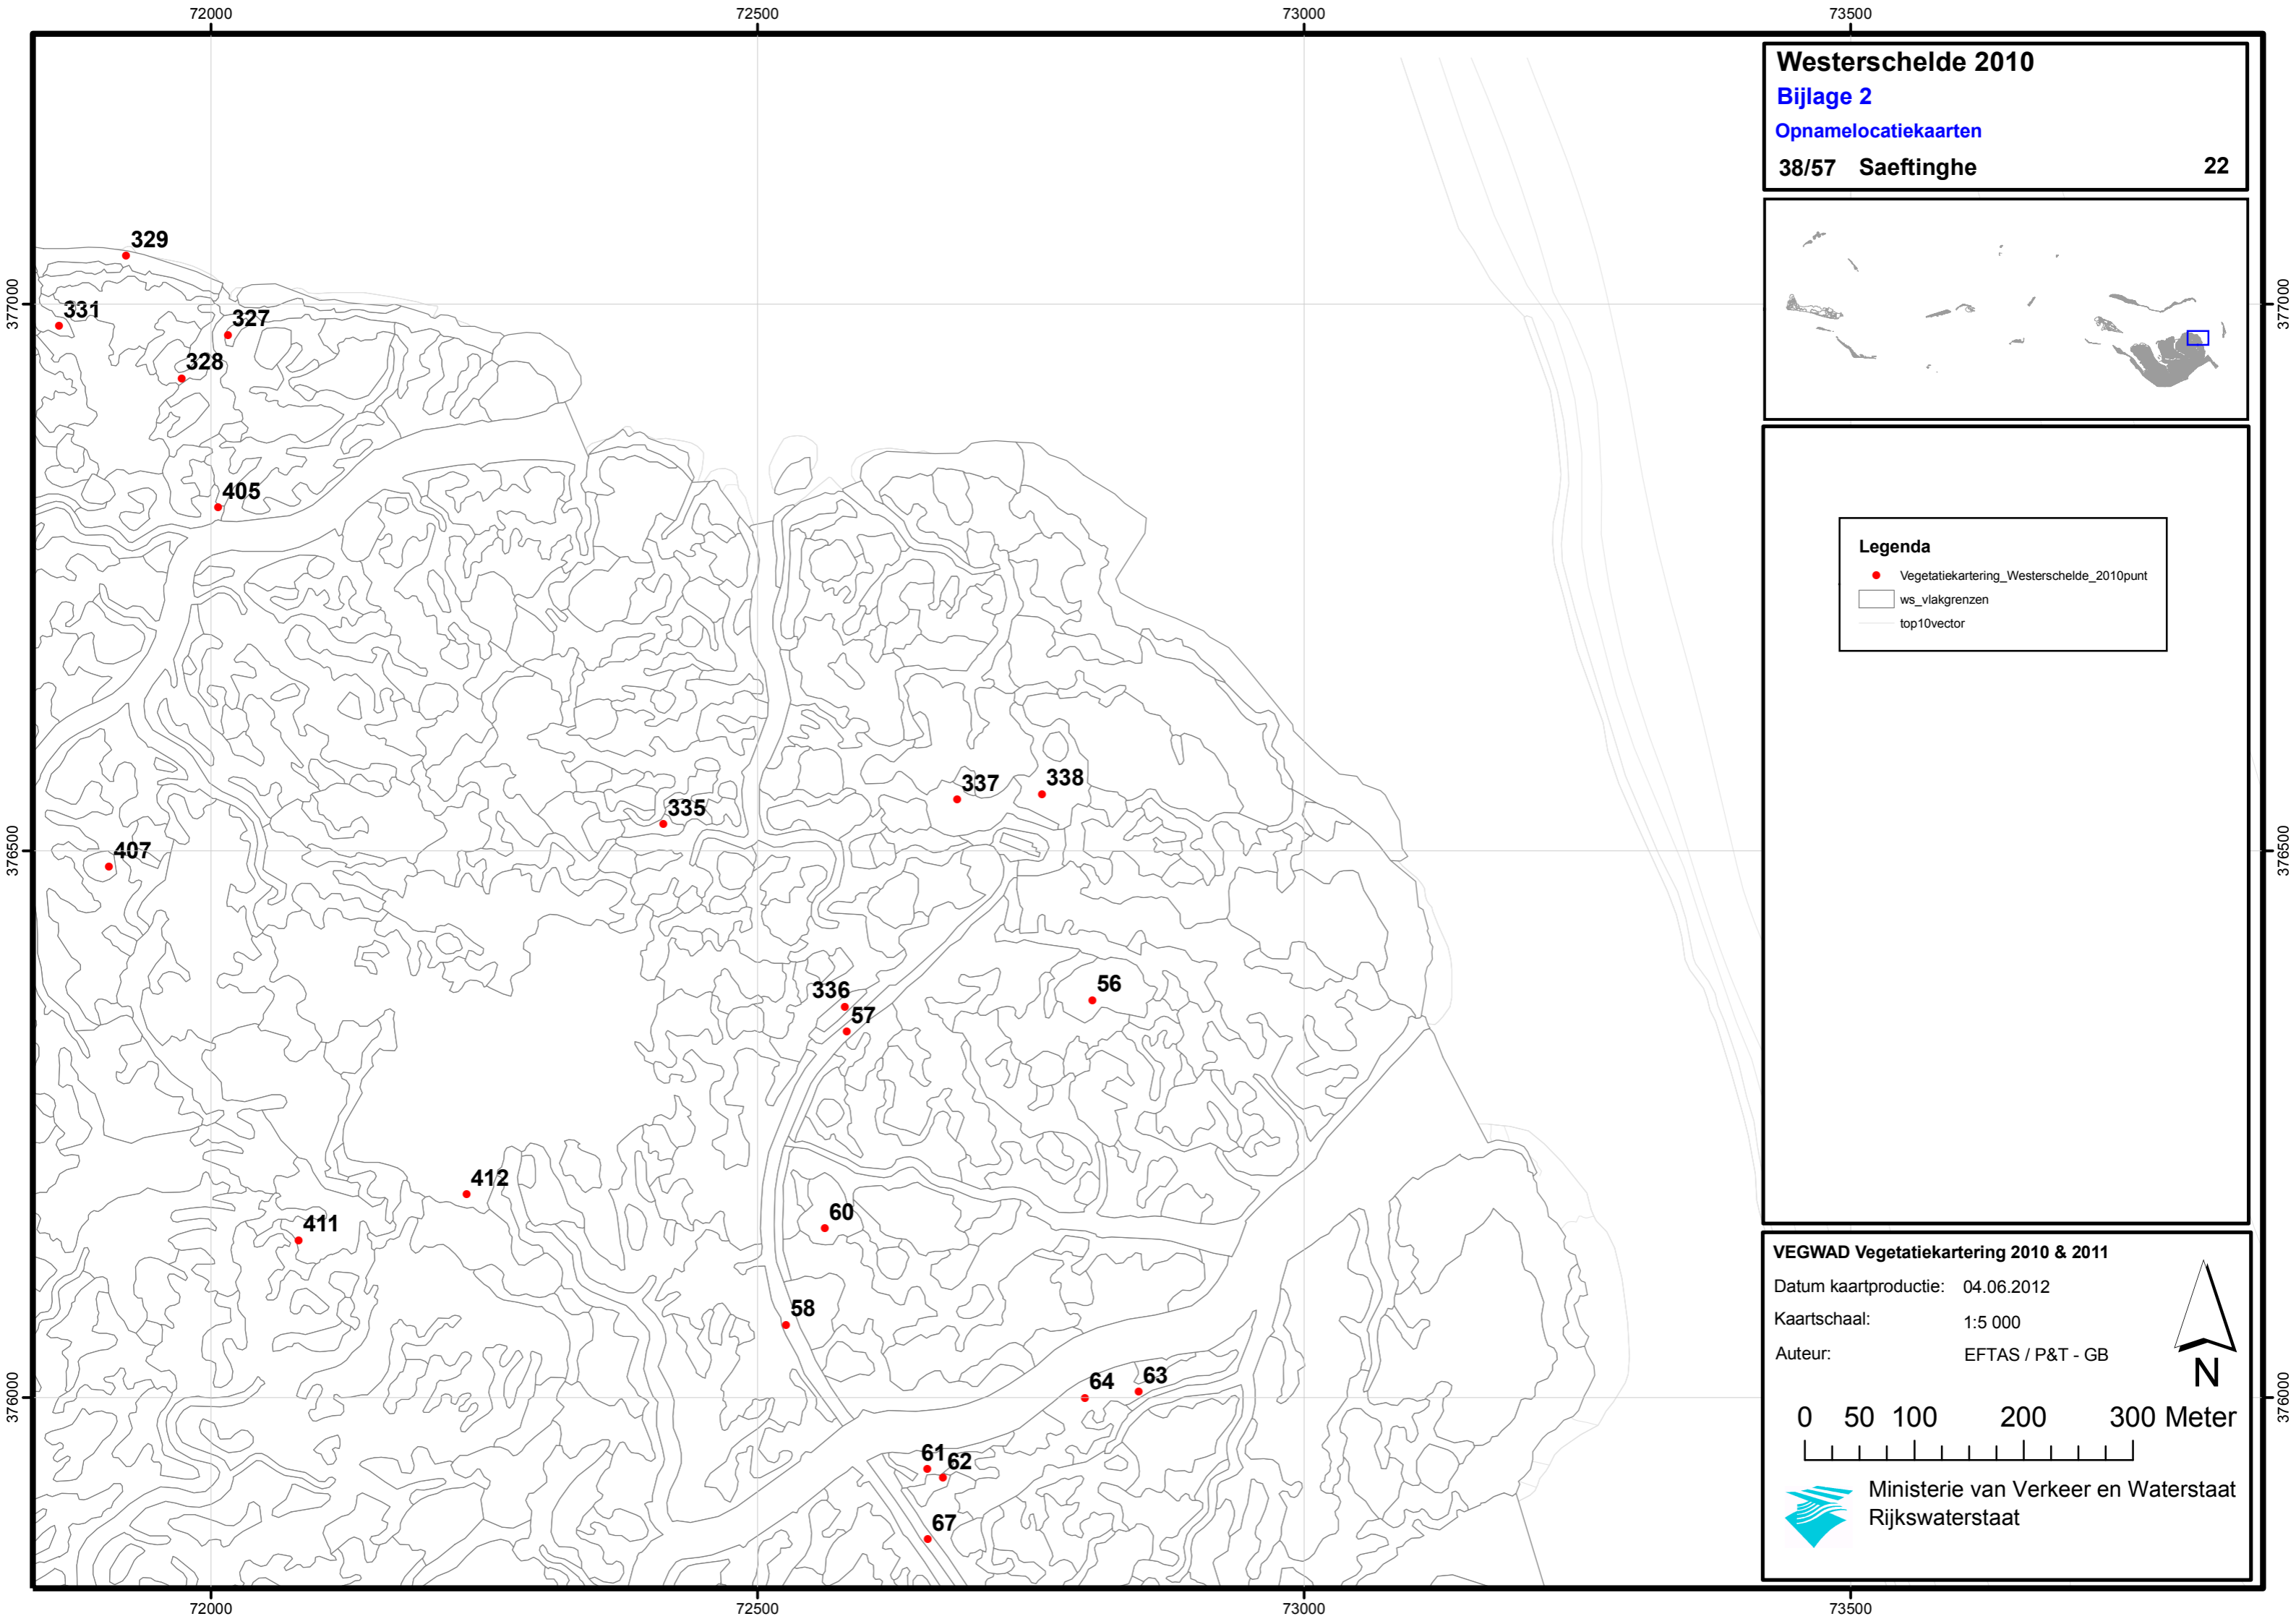 72000 72500 73000 73500
Westerschelde 2010
Bijlage 2
Opnamelocatiekaarten
38/57 Saeftinghe 22
329
377000
377000
331
327
328
405
Legenda
Vegetatiekartering_Westerschelde_2010punt
ws_vlakgrenzen
top10vector
337
338
335
407
376500
376500
336
56
57
412
411
60
58
64
63
376000
376000
61
62
67
VEGWAD Vegetatiekartering 2010 & 2011
Datum kaartproductie: 04.06.2012
Kaartschaal: 1:5 000
Auteur: EFTAS / P&T - GB
N
0 50 100 200 300 Meter
Ministerie van Verkeer en Waterstaat
Rijkswaterstaat
72000 72500 73000 73500